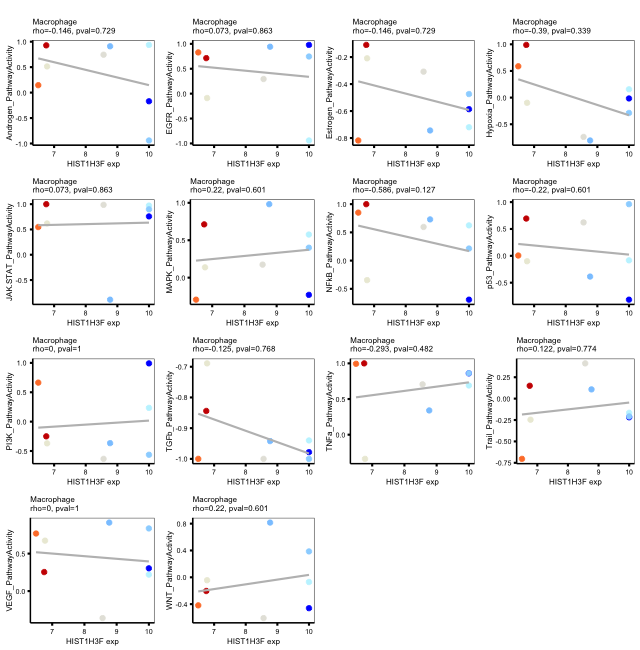 Macrophage
rho=-0.146, pval=0.729
Androgen_PathwayActivity
1.0
0.5
0.0
-0.5
-1.0
7
8
9
10
HIST1H3F exp
Macrophage
rho=0.073, pval=0.863
EGFR_PathwayActivity
1.0
0.5
0.0
-0.5
-1.0
7
8
9
10
HIST1H3F exp
Macrophage
rho=-0.146, pval=0.729
Estrogen_PathwayActivity
-0.2
-0.4
-0.6
-0.8
7
8
9
10
HIST1H3F exp
Macrophage
rho=-0.39, pval=0.339
Hypoxia_PathwayActivity
1.0
0.5
0.0
-0.5
7
8
9
10
HIST1H3F exp
Macrophage
rho=0.073, pval=0.863
JAK.STAT_PathwayActivity
1.0
0.5
0.0
-0.5
7
8
9
10
HIST1H3F exp
Macrophage
rho=0.22, pval=0.601
MAPK_PathwayActivity
1.0
0.5
0.0
7
8
9
10
HIST1H3F exp
Macrophage
rho=-0.586, pval=0.127
NFkB_PathwayActivity
1.0
0.5
0.0
-0.5
7
8
9
10
HIST1H3F exp
Macrophage
rho=-0.22, pval=0.601
p53_PathwayActivity
1.0
0.5
0.0
-0.5
7
8
9
10
HIST1H3F exp
Macrophage
rho=0, pval=1
PI3K_PathwayActivity
1.0
0.5
0.0
-0.5
7
8
9
10
HIST1H3F exp
Macrophage
rho=-0.125, pval=0.768
TGFb_PathwayActivity
-0.7
-0.8
-0.9
-1.0
7
8
9
10
HIST1H3F exp
Macrophage
rho=-0.293, pval=0.482
TNFa_PathwayActivity
1.0
0.5
0.0
7
8
9
10
HIST1H3F exp
Macrophage
rho=0.122, pval=0.774
Trail_PathwayActivity
0.25
0.00
-0.25
-0.50
-0.75
7
8
9
10
HIST1H3F exp
Macrophage
rho=0, pval=1
VEGF_PathwayActivity
0.5
0.0
7
8
9
10
HIST1H3F exp
Macrophage
rho=0.22, pval=0.601
WNT_PathwayActivity
0.8
0.4
0.0
-0.4
7
8
9
10
HIST1H3F exp